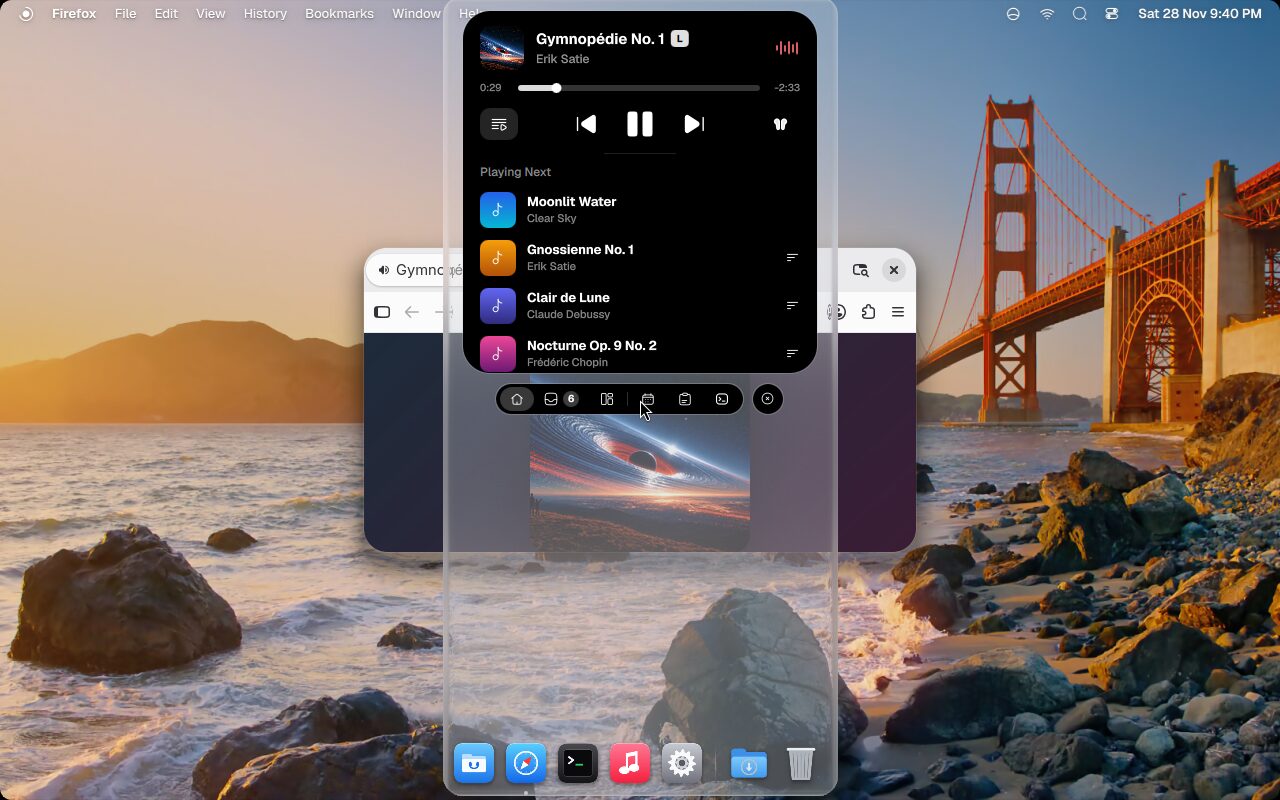 Firefox File Edit View History Bookmarks Window Sat 28 Nov 9:40 PM
Gymnopédie No. 1 L
Erik Satie
0:29 -2:33
Playing Next
Moonlit Water
Clear Sky
Gnossienne No. 1
Erik Satie
Clair de Lune
Claude Debussy
Nocturne Op. 9 No. 2
Frédéric Chopin
6